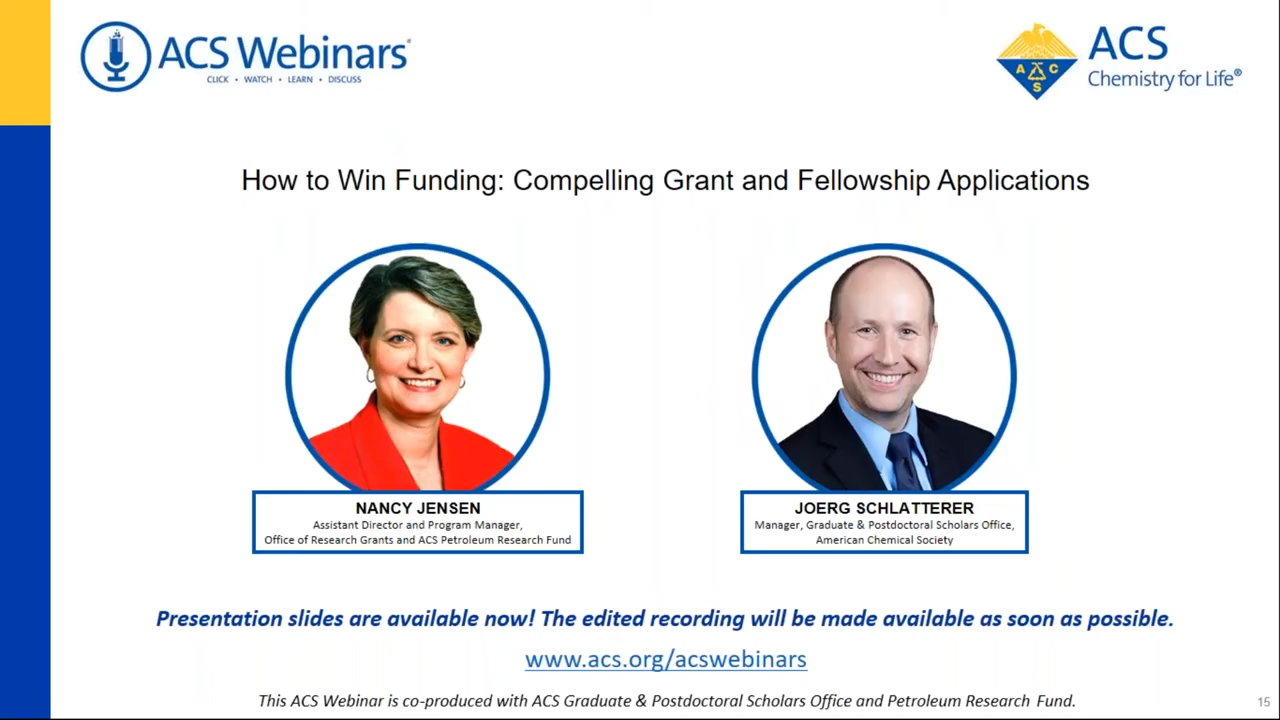 ACS Webinars®
CLICK • WATCH • LEARN • DISCUSS
A C S
ACS
Chemistry for Life®
How to Win Funding: Compelling Grant and Fellowship Applications
NANCY JENSEN
Assistant Director and Program Manager,
Office of Research Grants and ACS Petroleum Research Fund
JOERG SCHLATTERER
Manager, Graduate & Postdoctoral Scholars Office,
American Chemical Society
Presentation slides are available now! The edited recording will be made available as soon as possible.
www.acs.org/acswebinars
This ACS Webinar is co-produced with ACS Graduate & Postdoctoral Scholars Office and Petroleum Research Fund.
15